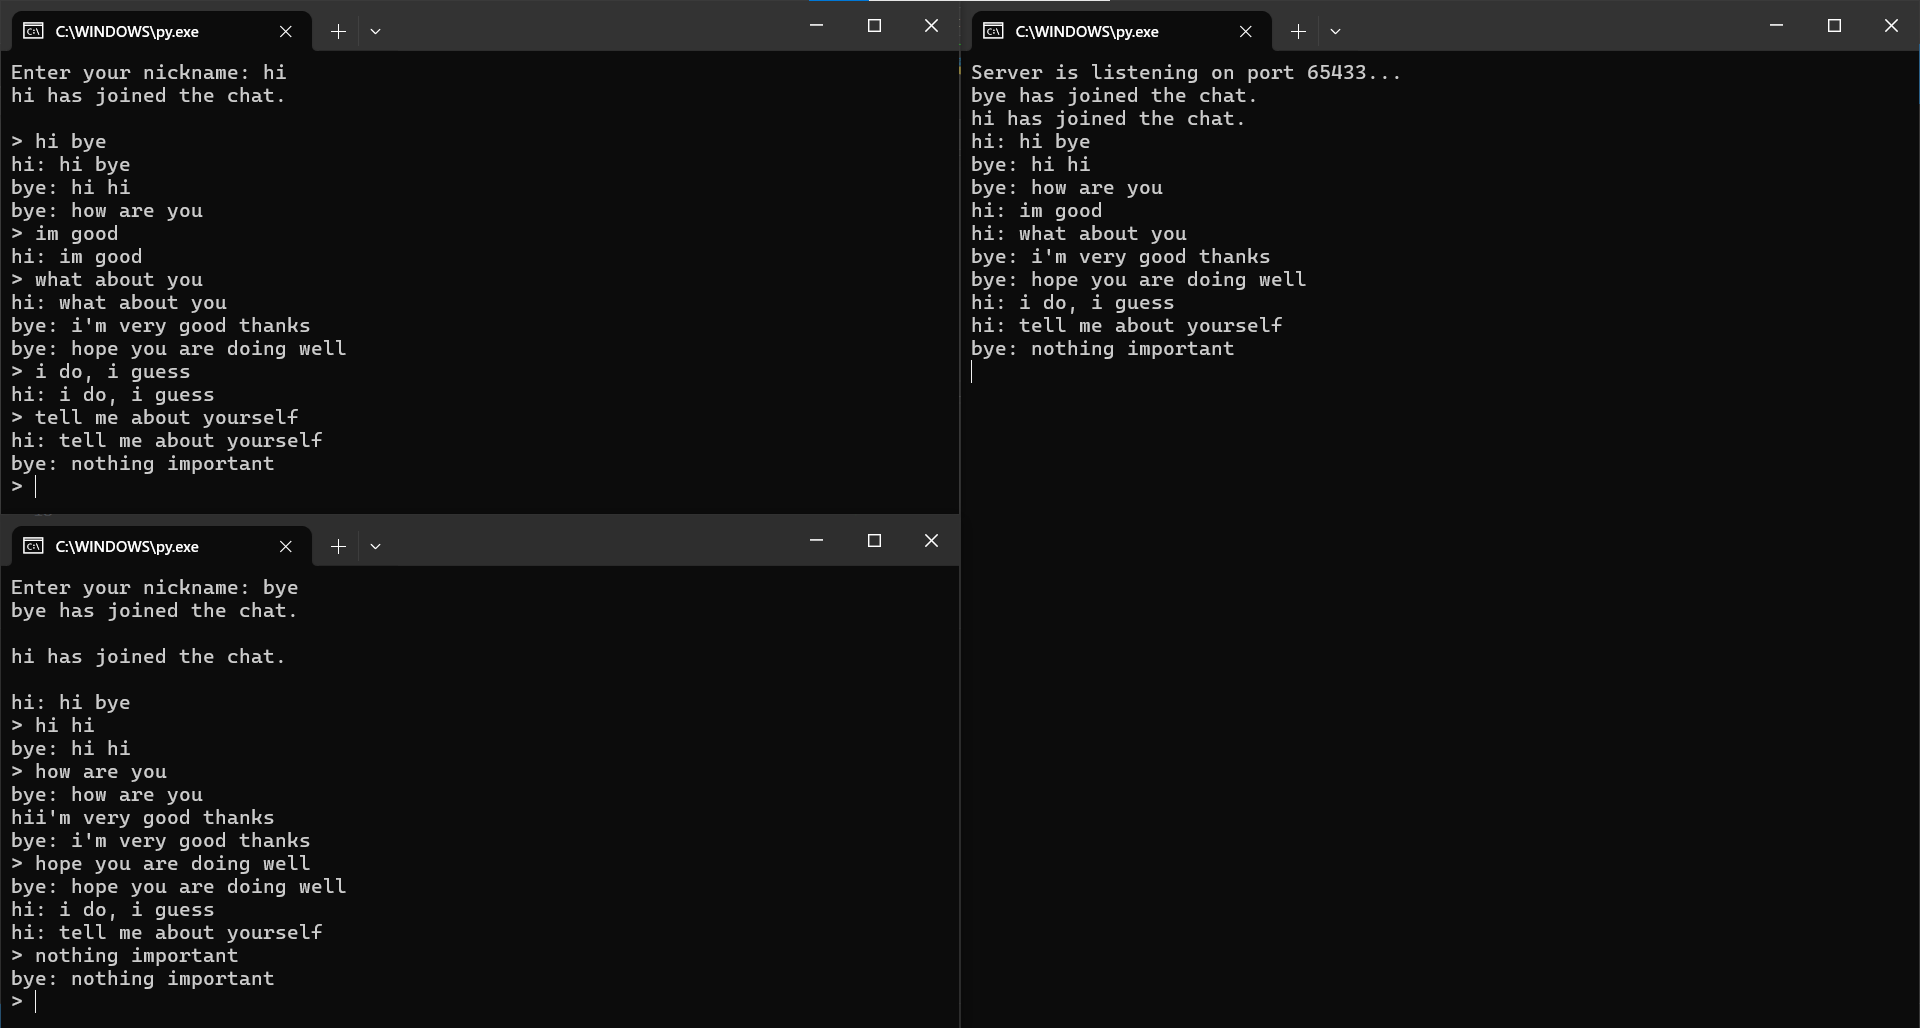 C:\WINDOWS\py.exe
Enter your nickname: hi
hi has joined the chat.
> hi bye
hi: hi bye
bye: hi hi
bye: how are you
> im good
hi: im good
> what about you
hi: what about you
bye: i'm very good thanks
bye: hope you are doing well
> i do, i guess
hi: i do, i guess
> tell me about yourself
hi: tell me about yourself
bye: nothing important
>
C:\WINDOWS\py.exe
Enter your nickname: bye
bye has joined the chat.
hi has joined the chat.
hi: hi bye
> hi hi
bye: hi hi
> how are you
bye: how are you
hii'm very good thanks
bye: i'm very good thanks
> hope you are doing well
bye: hope you are doing well
hi: i do, i guess
hi: tell me about yourself
> nothing important
bye: nothing important
>
C:\WINDOWS\py.exe
Server is listening on port 65433...
bye has joined the chat.
hi has joined the chat.
hi: hi bye
bye: hi hi
bye: how are you
hi: im good
hi: what about you
bye: i'm very good thanks
bye: hope you are doing well
hi: i do, i guess
hi: tell me about yourself
bye: nothing important